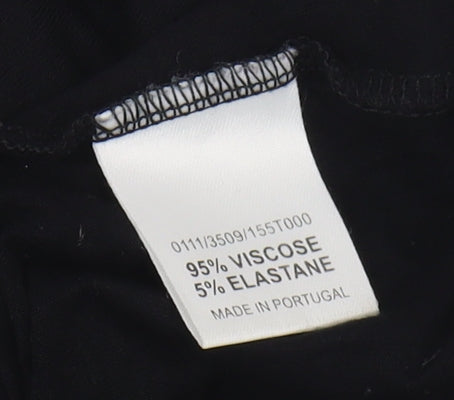 0111/3509/155T000
95% VISCOSE
5% ELASTANE
MADE IN PORTUGAL